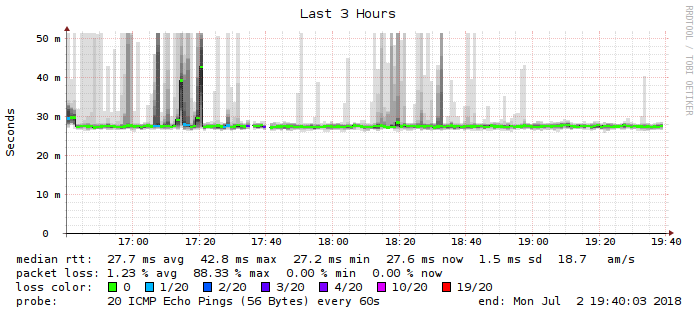 Last 3 Hours
RRDTOOL / TOBI OETIKER
Seconds
50 m
40 m
30 m
20 m
10 m
0
17:00 17:20 17:40 18:00 18:20 18:40 19:00 19:20 19:40
median rtt: 27.7 ms avg 42.8 ms max 27.2 ms min 27.6 ms now 1.5 ms sd 18.7 am/s
packet loss: 1.23 % avg 88.33 % max 0.00 % min 0.00 % now
loss color: 0 1/20 2/20 3/20 4/20 10/20 19/20
probe: 20 ICMP Echo Pings (56 Bytes) every 60s end: Mon Jul 2 19:40:03 2018